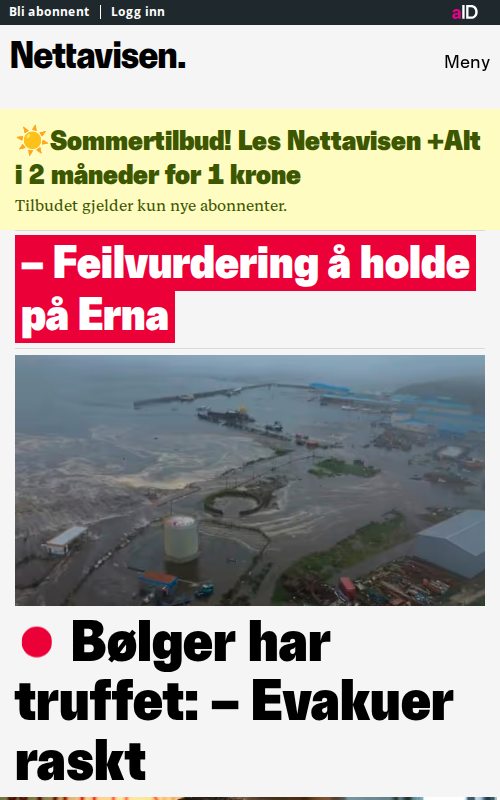 Bli abonnent
Logg inn
aID
Nettavisen.
Meny
Sommertilbud! Les Nettavisen +Alt
i 2 måneder for 1 krone
Tilbudet gjelder kun nye abonnenter.
– Feilvurdering å holde
på Erna
Bølger har
truffet: – Evakuer
raskt